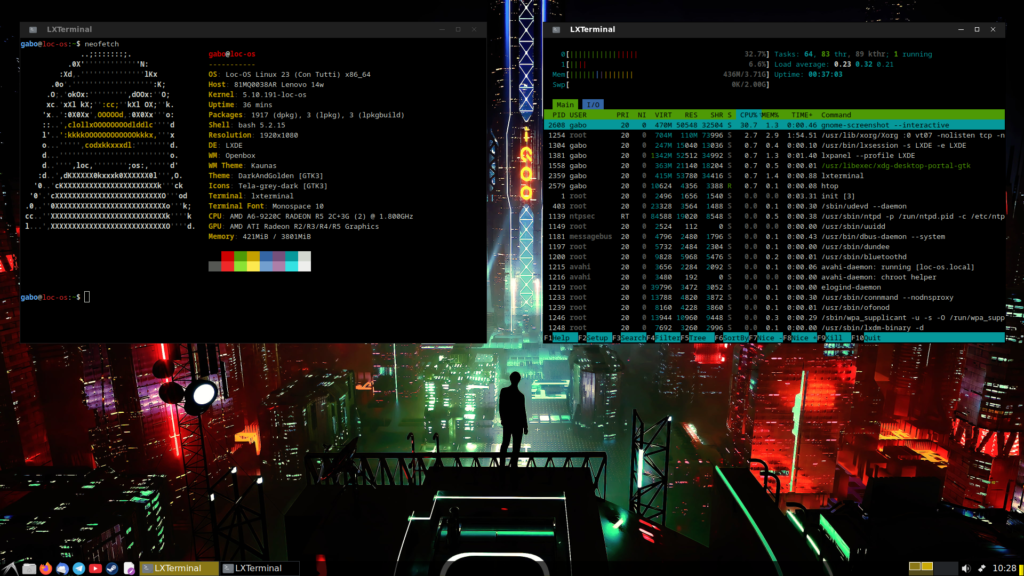 LXTerminal
gabo@loc-os:~$ neofetch
gabo@loc-os
-----------
OS: Loc-OS Linux 23 (Con Tutti) x86_64
Host: 81MQ0038AR Lenovo 14w
Kernel: 5.10.191-loc-os
Uptime: 36 mins
Packages: 1917 (dpkg), 3 (lpkg), 3 (lpkgbuild)
Shell: bash 5.2.15
Resolution: 1920x1080
DE: LXDE
WM: Openbox
WM Theme: Kaunas
Theme: DarkAndGolden [GTK3]
Icons: Tela-grey-dark [GTK3]
Terminal: lxterminal
Terminal Font: Monospace 10
CPU: AMD A6-9220C RADEON R5 2C+3G (2) @ 1.800GHz
GPU: AMD ATI Radeon R2/R3/R4/R5 Graphics
Memory: 421MiB / 3801MiB
gabo@loc-os:~$
LXTerminal
0[ 32.7%] Tasks: 64, 83 thr, 89 kthr; 1 running
1[ 6.6%] Load average: 0.23 0.32 0.21
Mem[ 436M/3.71G] Uptime: 00:37:03
Swp[ 0K/2.00G]
Main I/O
PID USER PRI NI VIRT RES SHR S CPU% MEM% TIME+ Command
2608 gabo 20 0 470M 50548 32504 S 30.7 1.3 0:00.46 gnome-screenshot --interactive
1254 root 20 0 704M 110M 73996 S 2.7 2.9 1:54.51 /usr/lib/xorg/Xorg :0 vt07 -nolisten tcp -n
1304 gabo 20 0 247M 15040 13036 S 0.7 0.4 0:00.10 /usr/bin/lxsession -s LXDE -e LXDE
1381 gabo 20 0 1342M 52512 34992 S 0.7 1.3 lxpanel --profile LXDE
1558 gabo 20 0 363M 21140 18204 S 0.7 0.5 0:00.01 /usr/libexec/xdg-desktop-portal-gtk
2359 gabo 20 0 415M 53780 34416 S 0.7 1.4 0:00.88 lxterminal
2579 gabo 20 0 10624 4356 3388 R 0.7 0.1 0:00.08 htop
1 root 20 0 2496 1656 1540 S 0.0 0.0 0:03.31 init [3]
403 root 20 0 23328 3564 1488 S 0.0 0.1 0:00.30 /sbin/udevd --daemon
1139 ntpsec RT 0 84588 19020 8548 S 0.0 0.5 0:00.38 /usr/sbin/ntpd -p /run/ntpd.pid -c /etc/ntp
1149 root 20 0 2524 112 0 S 0.0 0.0 0:00.00 /usr/sbin/uuidd
1181 messagebus 20 0 4796 2480 1796 S 0.0 0.1 0:00.43 /usr/bin/dbus-daemon --system
1197 root 20 0 5732 2484 2304 S 0.0 0.1 0:00.00 /usr/sbin/dundee
1200 root 20 0 9828 5968 5476 S 0.0 0.2 0:00.01 /usr/sbin/bluetoothd
1215 avahi 20 0 3656 2284 2092 S 0.0 0.1 0:00.06 avahi-daemon: running [loc-os.local]
1216 avahi 20 0 3480 192 0 S 0.0 0.0 0:00.00 avahi-daemon: chroot helper
1231 root 20 0 39796 3472 3052 S 0.0 0.1 0:00.01 elogind-daemon
1233 root 20 0 13788 4820 3872 S 0.0 0.1 0:00.30 /usr/sbin/connmand --nodnsproxy
1239 root 20 0 8160 4228 3860 S 0.0 0.1 0:00.00 /usr/sbin/ofonod
1246 root 20 0 13944 10960 9448 S 0.0 0.3 0:00.29 /sbin/wpa_supplicant -u -s -O /run/wpa_supp
1248 root 20 0 7692 3260 2996 S 0.0 0.1 0:00.00 /usr/sbin/lxdm-binary -d
F1Help F2Setup F3SearchF4FilterF5Tree F6SortByF7Nice -F8Nice +F9Kill F10Quit
LXTerminal
LXTerminal
10:28